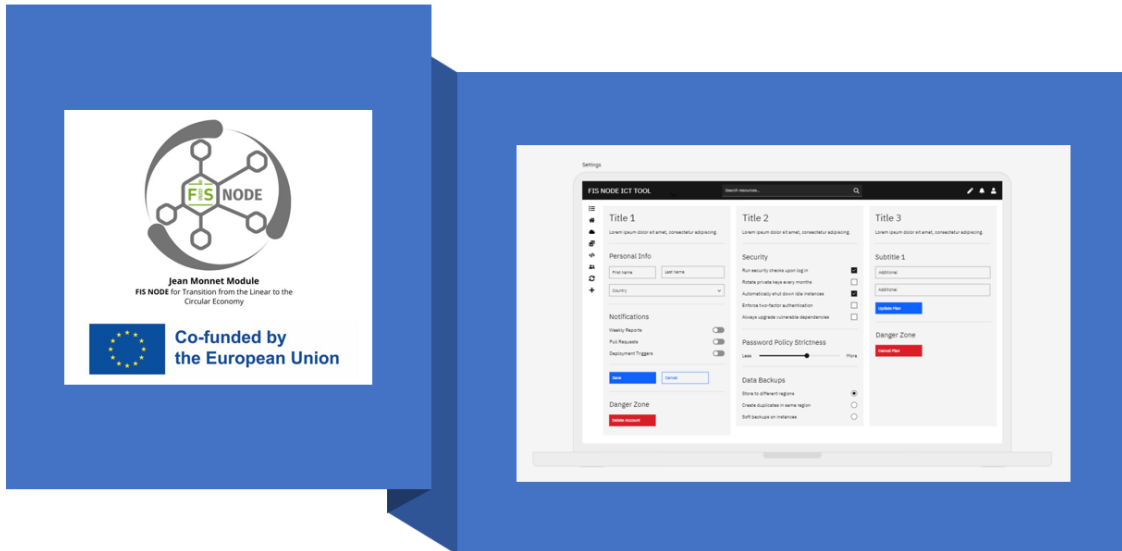 FIS NODE
Jean Monnet Module
FIS NODE for Transition from the Linear to the
Circular Economy
Co-funded by
the European Union
Settings
FIS NODE ICT TOOL
Search resources...
Title 1
Lorem ipsum dolor sit amet, consectetur adipiscing.
Personal Info
First Name
Last Name
Country
Notifications
Weekly Reports
Pull Requests
Deployment Triggers
Save
Cancel
Danger Zone
Delete Account
Title 2
Lorem ipsum dolor sit amet, consectetur adipiscing.
Security
Run security checks upon log in
Rotate private keys every months
Automatically shut down idle instances
Enforce two-factor authentication
Always upgrade vulnerable dependencies
Password Policy Strictness
Less
More
Data Backups
Store to different regions
Create duplicates in same region
Soft backups on instances
Title 3
Lorem ipsum dolor sit amet, consectetur adipiscing.
Subtitle 1
Additional
Additional
Update Plan
Danger Zone
Cancel Plan